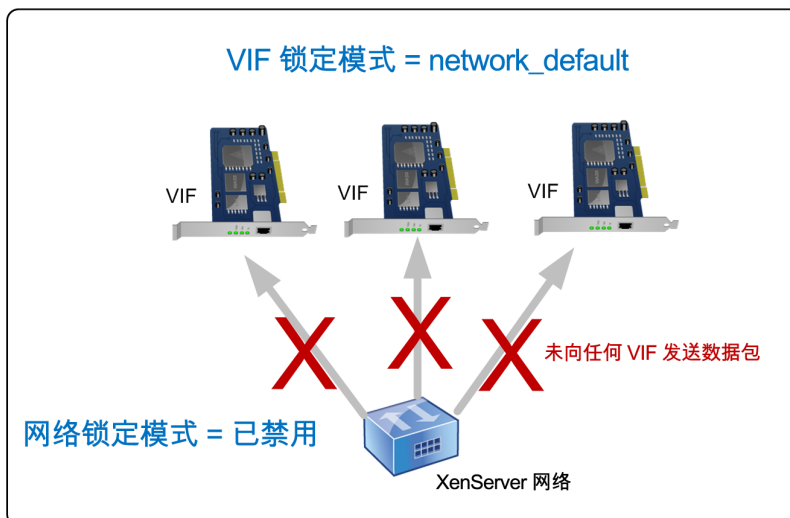 VIF 锁定模式 = network_default
VIF
VIF
VIF
未向任何 VIF 发送数据包
网络锁定模式 = 已禁用
XenServer 网络